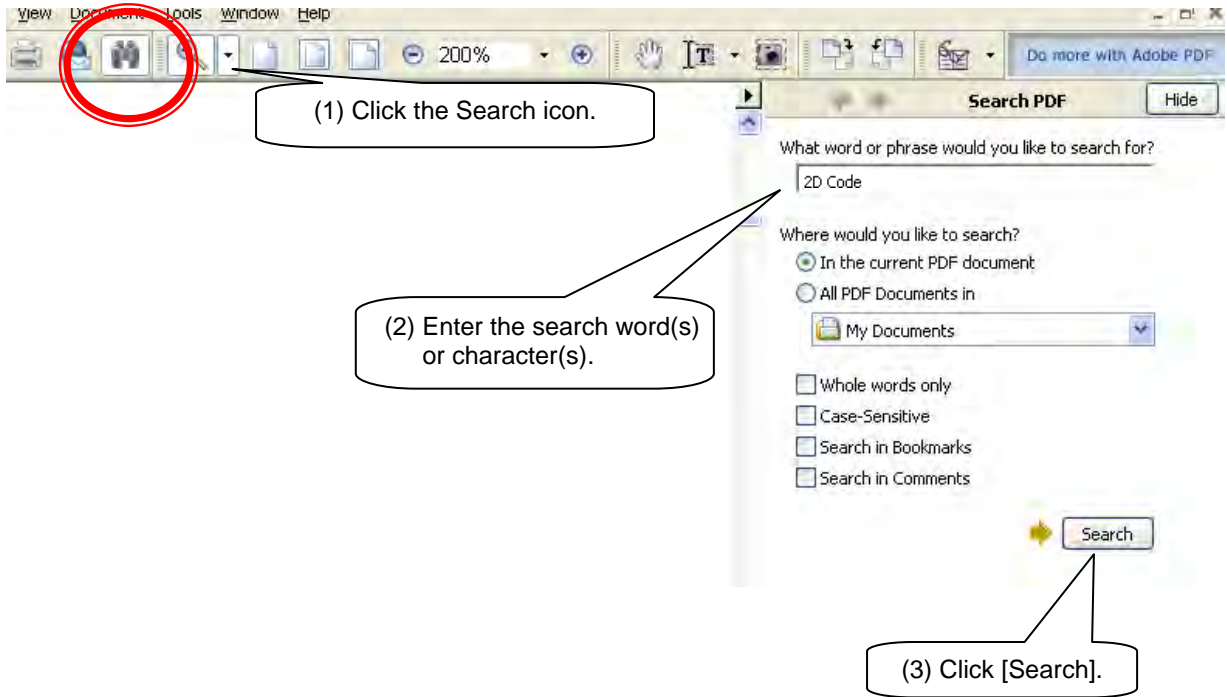 View Document Tools Window Help
200%
Do more with Adobe PDF
(1) Click the Search icon.
Search PDF
Hide
What word or phrase would you like to search for?
2D Code
Where would you like to search?
In the current PDF document
All PDF Documents in
My Documents
(2) Enter the search word(s)
or character(s).
Whole words only
Case-Sensitive
Search in Bookmarks
Search in Comments
Search
(3) Click [Search].